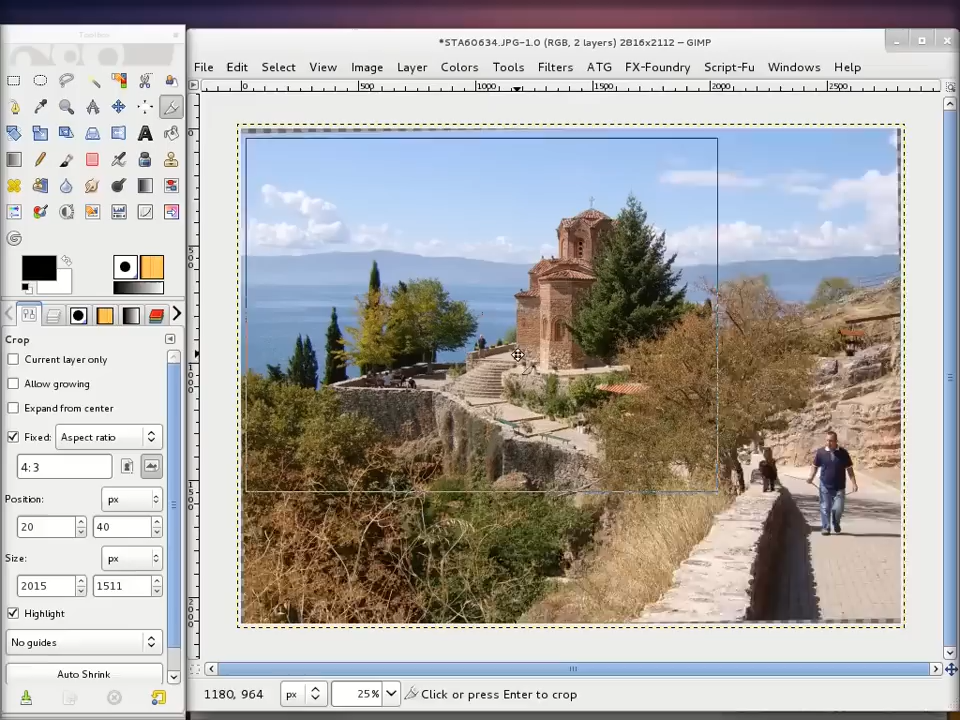 Toolbox
*STA60634.JPG-1.0 (RGB, 2 layers) 2816x2112 – GIMP
File Edit Select View Image Layer Colors Tools Filters ATG FX-Foundry Script-Fu Windows Help
0 500 1000 1500 2000 2500
Crop
Current layer only
Allow growing
Expand from center
Fixed: Aspect ratio
4:3
Position: px
20 40
Size: px
2015 1511
Highlight
No guides
Auto Shrink
1180, 964 px 25% Click or press Enter to crop